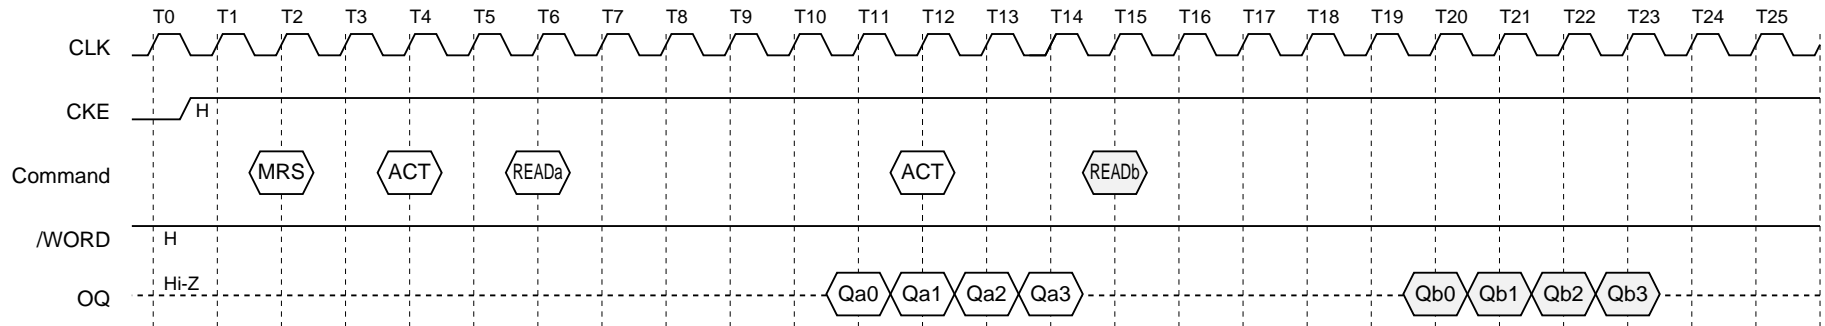 T0 T1 T2 T3 T4 T5 T6 T7 T8 T9 T10 T11 T12 T13 T14 T15 T16 T17 T18 T19 T20 T21 T22 T23 T24 T25
CLK
CKE H
Command MRS ACT READa ACT READb
/WORD H
OQ Hi-Z Qa0 Qa1 Qa2 Qa3 Qb0 Qb1 Qb2 Qb3